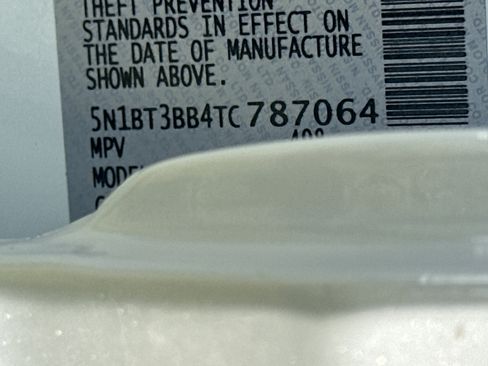 THEFT PREVENTION
STANDARDS IN EFFECT ON
THE DATE OF MANUFACTURE
SHOWN ABOVE.
5N1BT3BB4TC787064
MPV